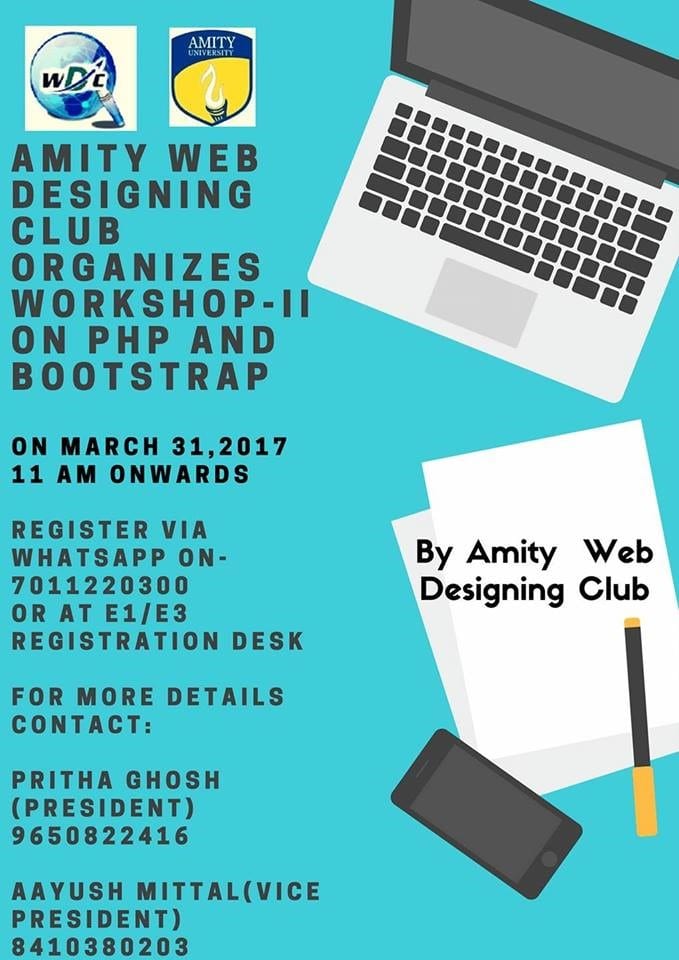 WDC
AMITY
UNIVERSITY
AMITY WEB
DESIGNING
CLUB
ORGANIZES
WORKSHOP-II
ON PHP AND
BOOTSTRAP
ON MARCH 31,2017
11 AM ONWARDS
REGISTER VIA
WHATSAPP ON-
7011220300
OR AT E1/E3
REGISTRATION DESK
FOR MORE DETAILS
CONTACT:
PRITHA GHOSH
(PRESIDENT)
9650822416
AAYUSH MITTAL(VICE
PRESIDENT)
8410380203
By Amity Web
Designing Club